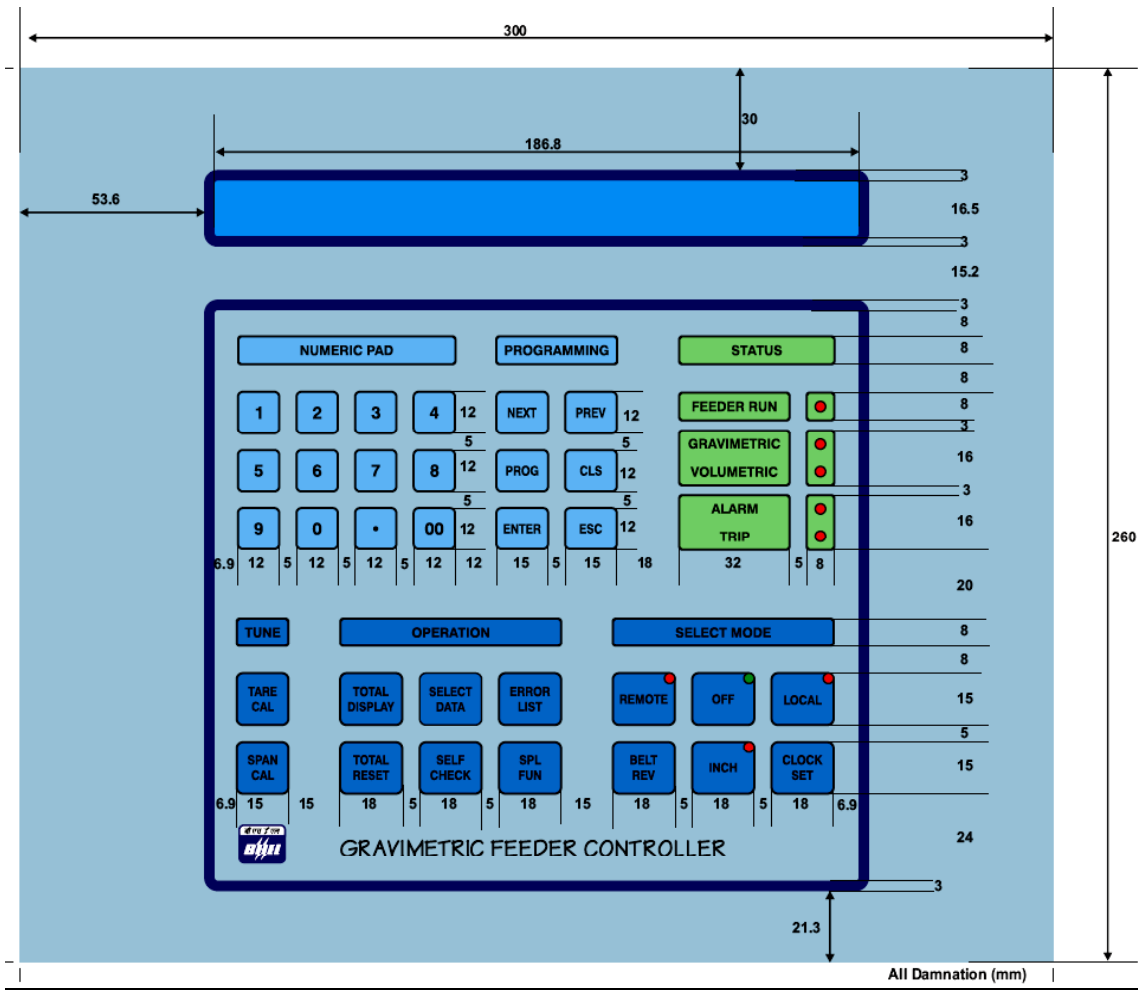 300
30
186.8
3
53.6
16.5
3
15.2
3
8
NUMERIC PAD PROGRAMMING STATUS 8
8
1 2 3 4 12 NEXT PREV 12 FEEDER RUN 8
5 5 3
5 6 7 8 12 PROG CLS 12 GRAVIMETRIC 16
VOLUMETRIC
5 5 3
9 0 • 00 12 ENTER ESC 12 ALARM 16
TRIP
260
6.9 12 5 12 5 12 5 12 12 15 5 15 18 32 5 8
20
TUNE OPERATION SELECT MODE 8
8
TARE CAL TOTAL DISPLAY SELECT DATA ERROR LIST REMOTE OFF LOCAL 15
5
SPAN CAL TOTAL RESET SELF CHECK SPL FUN BELT REV INCH CLOCK SET 15
6.9 15 15 18 5 18 5 18 15 18 5 18 5 18 6.9
बी एच ई एल
BHEL GRAVIMETRIC FEEDER CONTROLLER 24
3
21.3
All Damnation (mm)